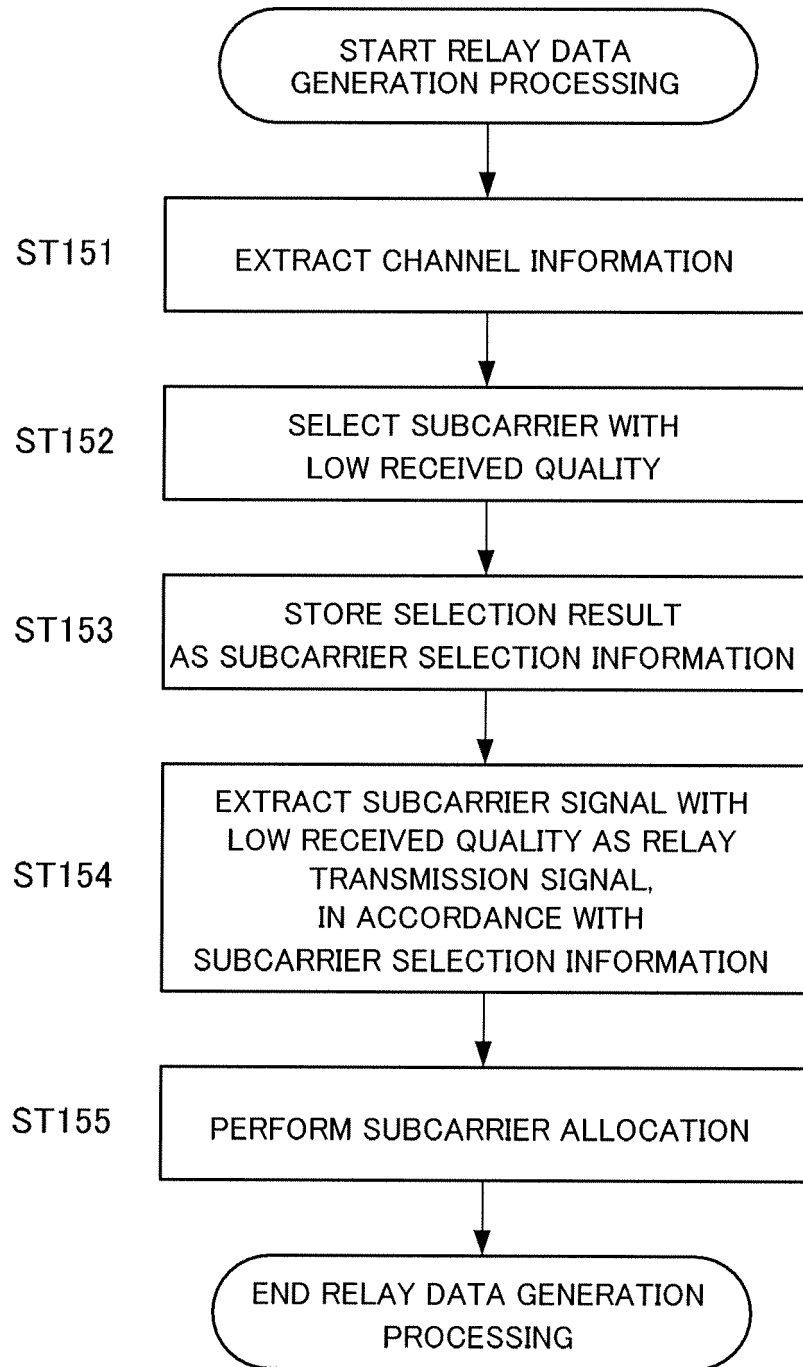 START RELAY DATA
GENERATION PROCESSING
ST151
EXTRACT CHANNEL INFORMATION
ST152
SELECT SUBCARRIER WITH
LOW RECEIVED QUALITY
ST153
STORE SELECTION RESULT
AS SUBCARRIER SELECTION INFORMATION
ST154
EXTRACT SUBCARRIER SIGNAL WITH
LOW RECEIVED QUALITY AS RELAY
TRANSMISSION SIGNAL,
IN ACCORDANCE WITH
SUBCARRIER SELECTION INFORMATION
ST155
PERFORM SUBCARRIER ALLOCATION
END RELAY DATA GENERATION
PROCESSING